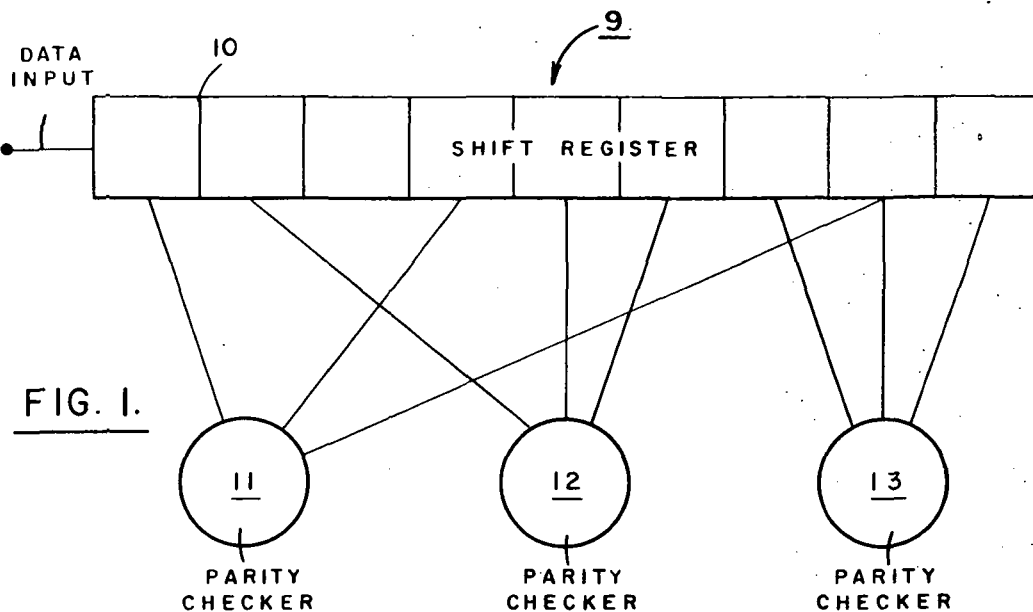 9
DATA
INPUT
10
SHIFT REGISTER
FIG. 1.
11
12
13
PARITY
CHECKER
PARITY
CHECKER
PARITY
CHECKER